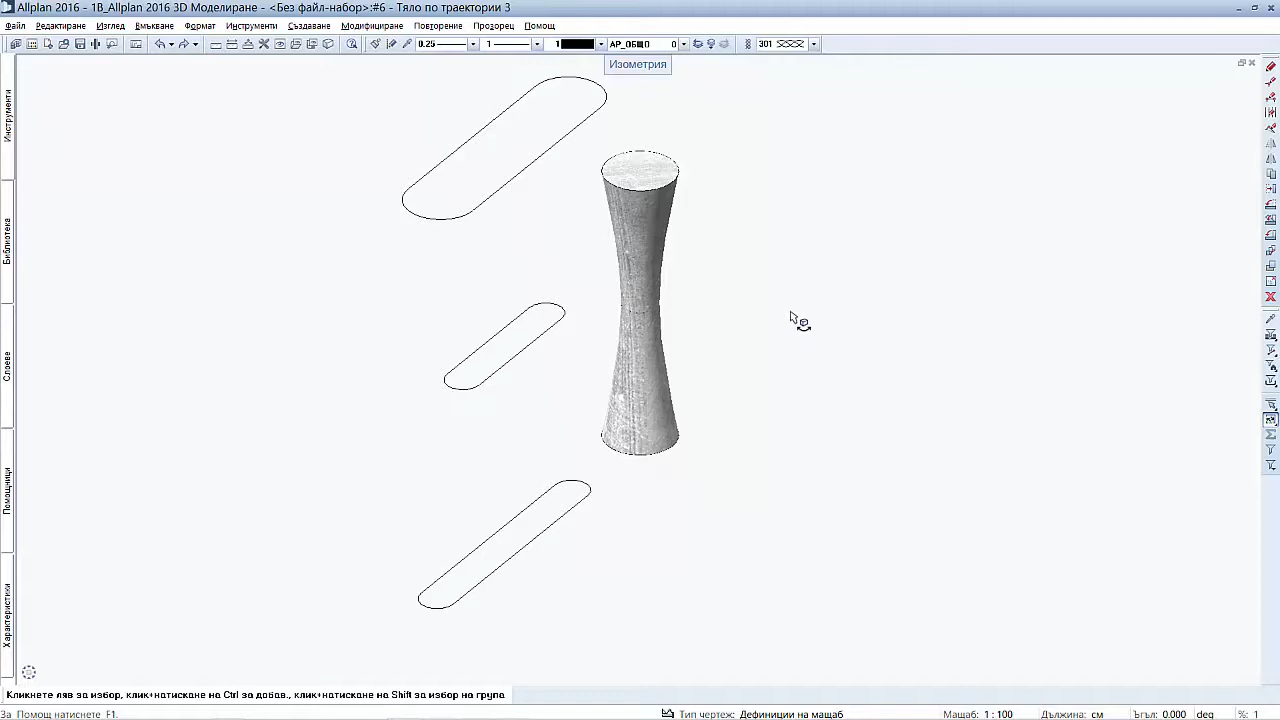 Allplan 2016 - 1B_Allplan 2016 3D Моделиране - <Без файл-набор>:#6 - Тяло по траектории 3
Файл Редактиране Изглед Вмъкване Формат Инструменти Създаване Модифициране Повторение Прозорец Помощ
0.25 1 1 АР_ОБЩО 0 301
Изометрия
Инструменти
Библиотека
Слоеве
Помощници
Характеристики
Кликнете ляв за избор, клик+натискане на Ctrl за добав., клик+натискане на Shift за избор на група
За Помощ натиснете F1.
Тип чертеж: Дефиниции на мащаб Мащаб: 1 : 100 Дължина: см Ъгъл: 0.000 deg %: 1